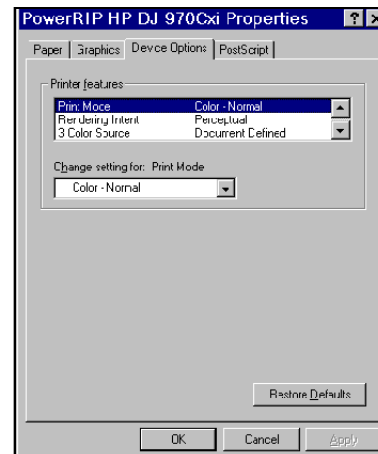 PowerRIP HP DJ 970Cxi Properties
Paper Graphics Device Options PostScript
Printer features
Print Mode Color - Normal
Rendering Intent Perceptual
3 Color Source Document Defined
Change setting for: Print Mode
Color - Normal
Restore Defaults
OK Cancel Apply